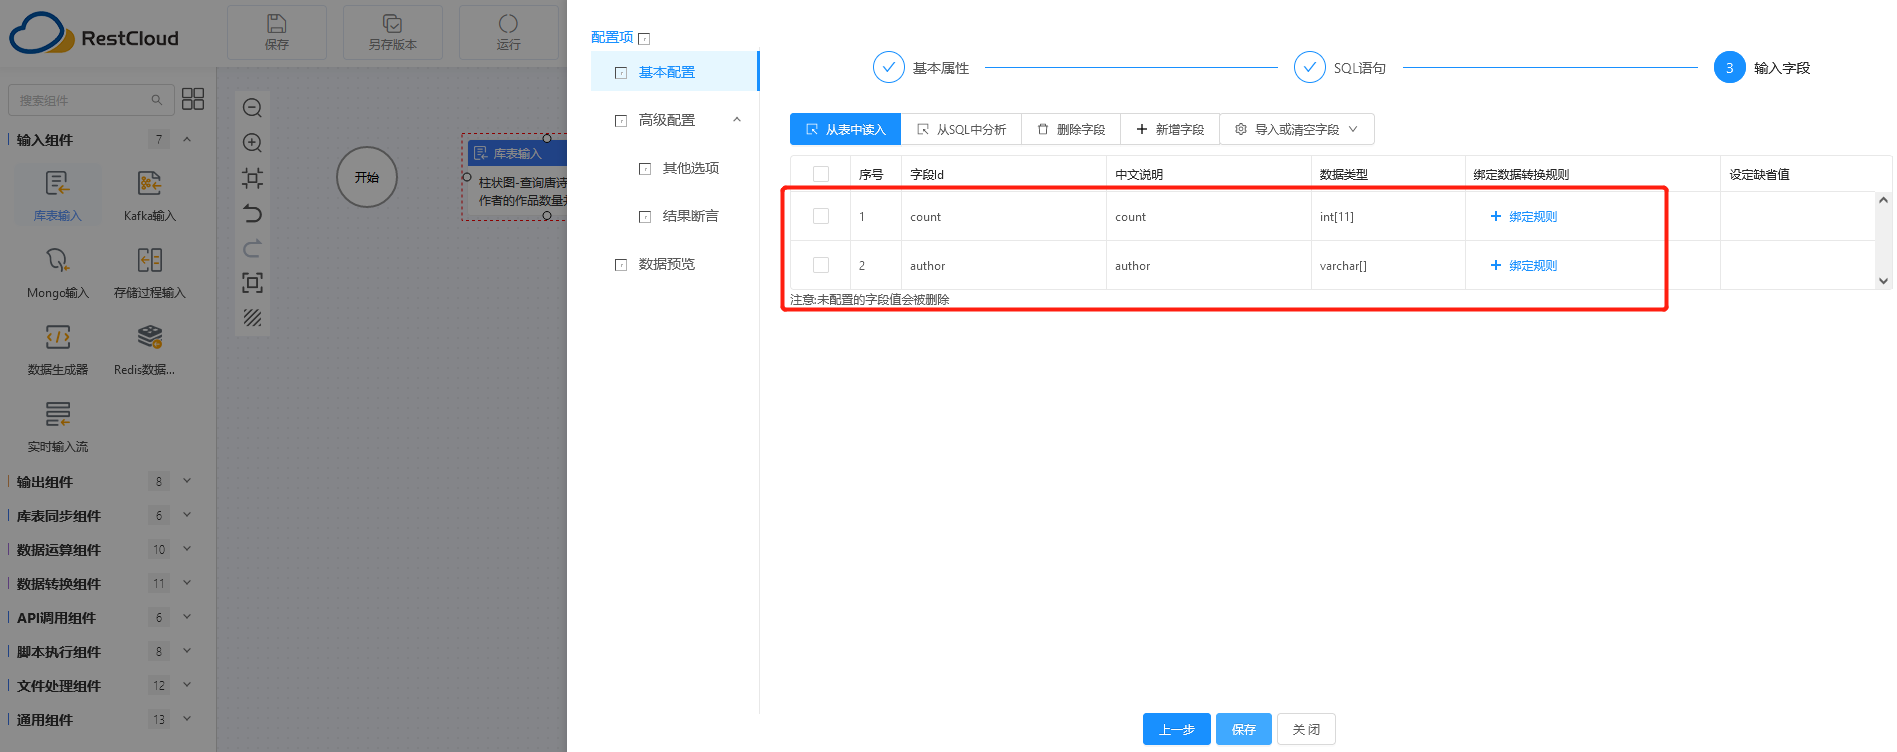 RestCloud
保存
另存版本
运行
搜索组件
输入组件 7
库表输入
Kafka输入
Mongo输入
存储过程输入
数据生成器
Redis数据...
实时输入流
输出组件 8
库表同步组件 6
数据运算组件 10
数据转换组件 11
API调用组件 6
脚本执行组件 8
文件处理组件 12
通用组件 13
开始
库表输入
柱状图-查询唐诗
作者的作品数量
配置项
基本配置
高级配置
其他选项
结果断言
数据预览
基本属性
SQL语句
3 输入字段
从表中读入 从SQL中分析 删除字段 新增字段 导入或清空字段
序号 字段Id 中文说明 数据类型 绑定数据转换规则 设定缺省值
1 count count int[11] 绑定规则
2 author author varchar[] 绑定规则
注意:未配置的字段值会被删除
上一步 保存 关 闭